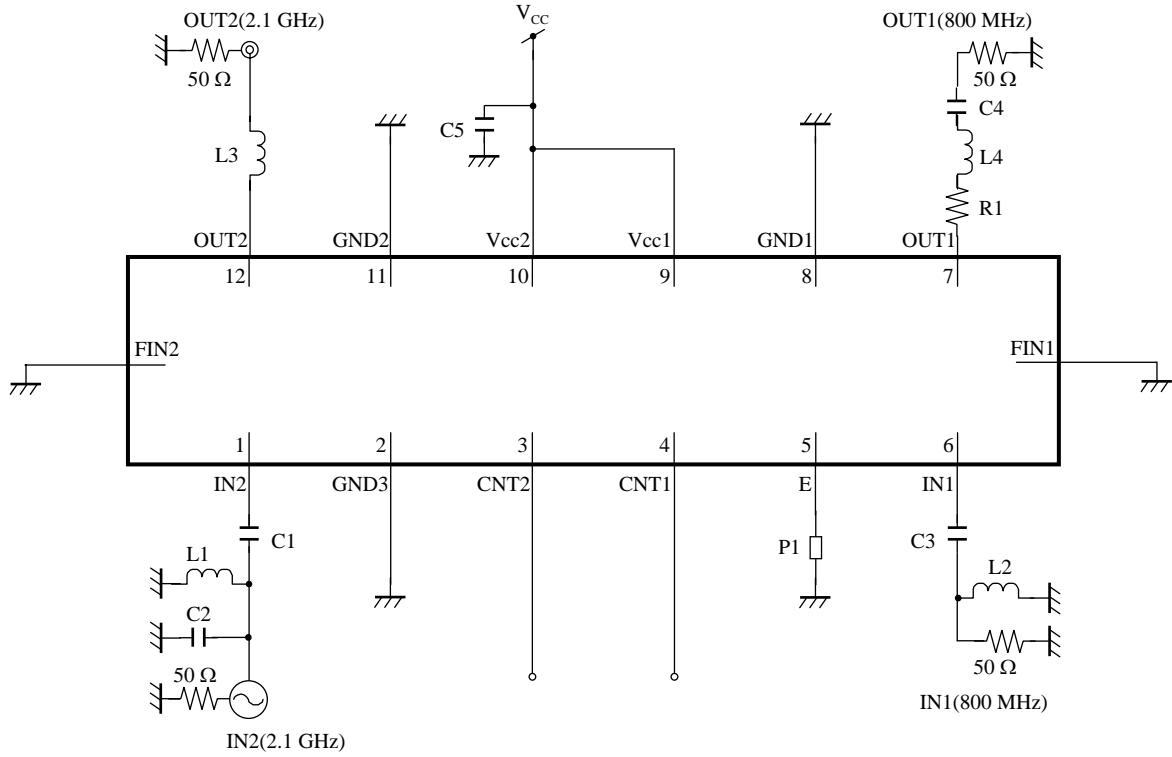 OUT2(2.1 GHz)
V_CC
OUT1(800 MHz)
50 Ω
50 Ω
C5
C4
L3
L4
R1
OUT2
GND2
Vcc2
Vcc1
GND1
OUT1
12
11
10
9
8
7
FIN2
FIN1
1
2
3
4
5
6
IN2
GND3
CNT2
CNT1
E
IN1
C1
P1
C3
L1
L2
C2
50 Ω
50 Ω
IN1(800 MHz)
IN2(2.1 GHz)